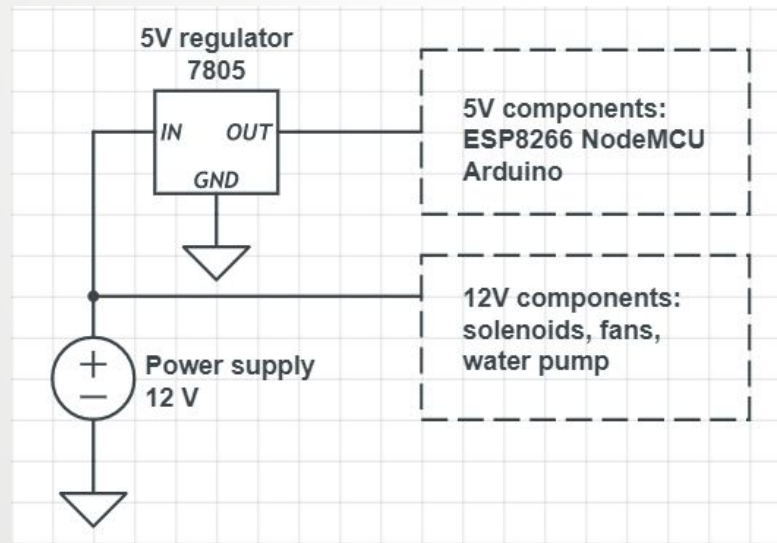 5V regulator
7805
IN OUT
GND
5V components:
ESP8266 NodeMCU
Arduino
12V components:
solenoids, fans,
water pump
+
−
Power supply
12 V